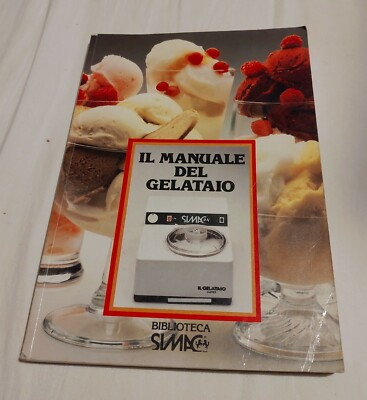 IL MANUALE
DEL
GELATAIO
SIMAC
IL GELATAIO
BIBLIOTECA
SIMAC